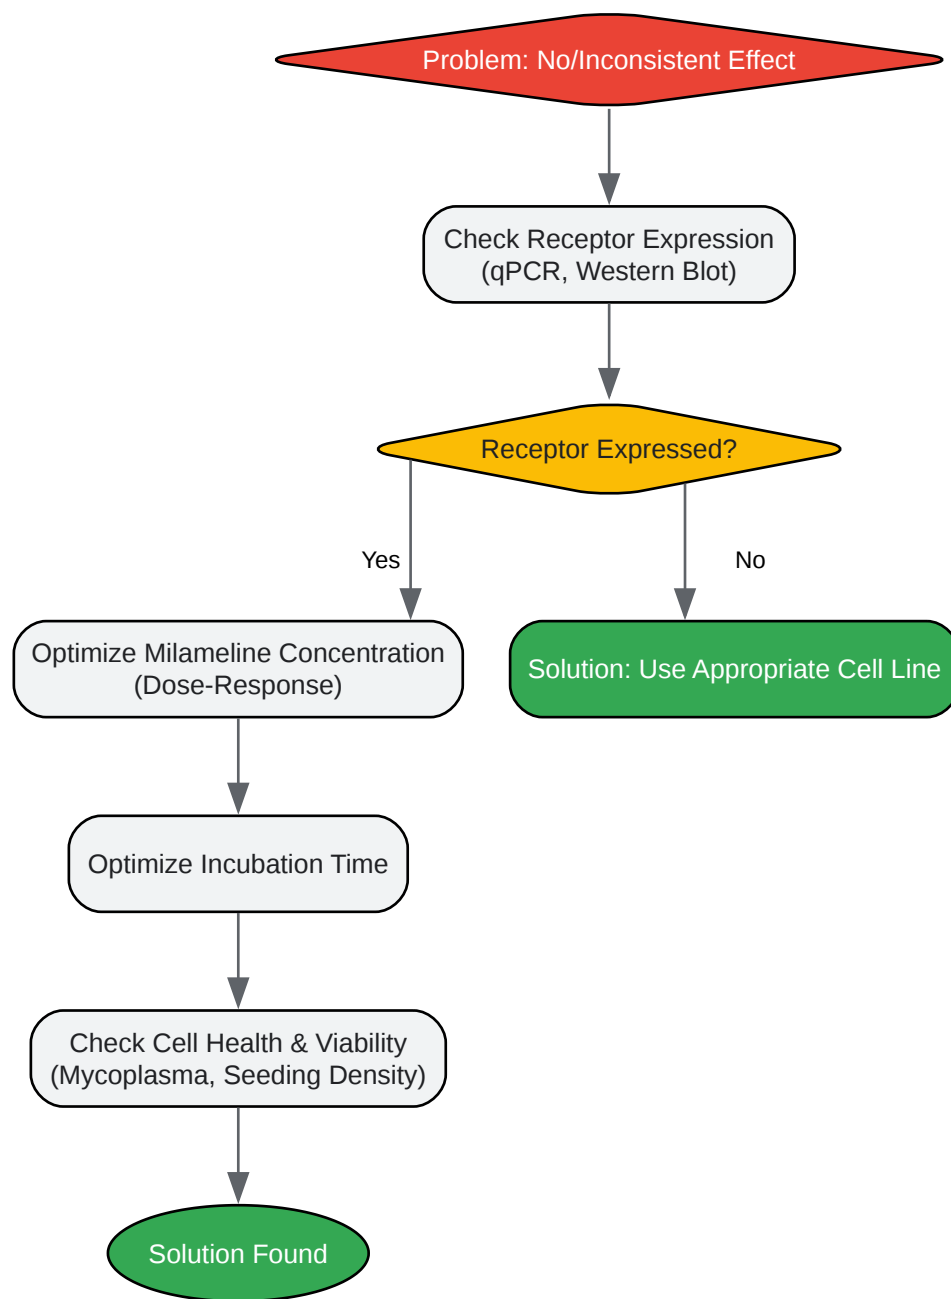 Problem: No/Inconsistent Effect
Check Receptor Expression
(qPCR, Western Blot)
Receptor Expressed?
Yes
No
Optimize Milameline Concentration
(Dose-Response)
Solution: Use Appropriate Cell Line
Optimize Incubation Time
Check Cell Health & Viability
(Mycoplasma, Seeding Density)
Solution Found